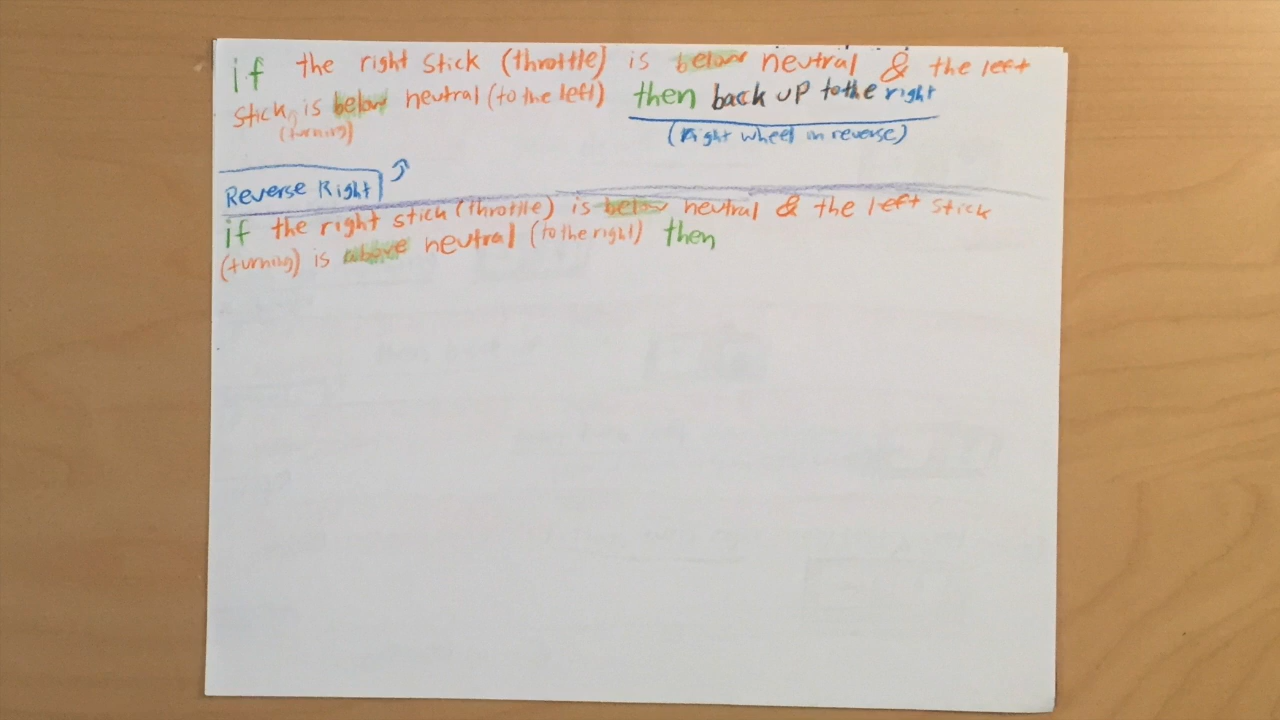 if the right stick (throttle) is below neutral & the left
stick is below neutral (to the left) then back up to the right
(turning)
(Right wheel in reverse)
Reverse Right
if the right stick (throttle) is below neutral & the left stick
(turning) is above neutral (to the right) then